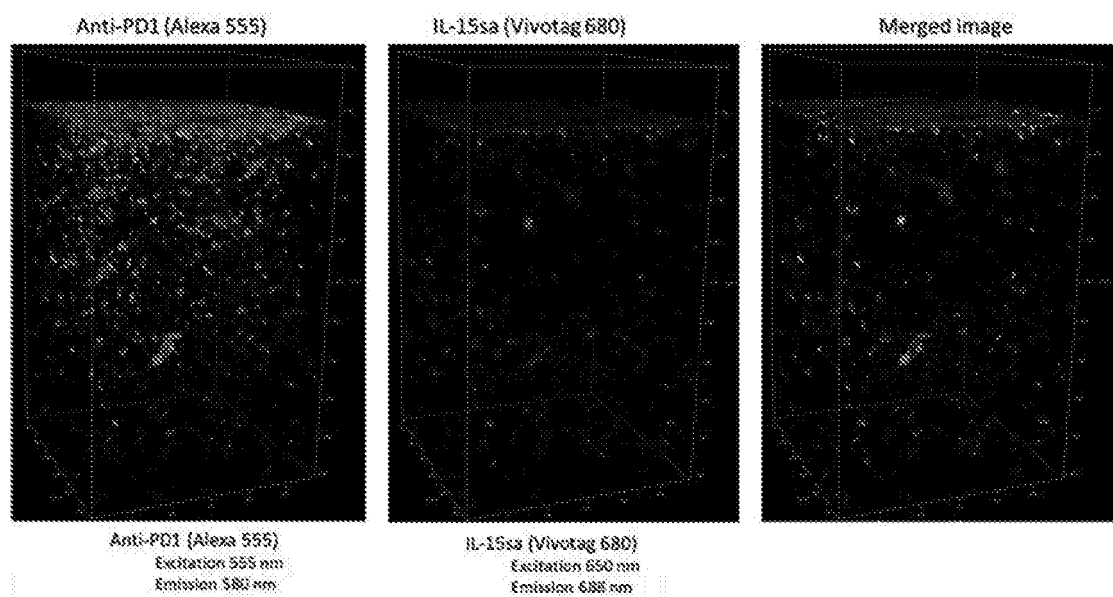 Anti-PD1 (Alexa 555)
IL-15sa (Vivotag 680)
Merged image
Anti-PD1 (Alexa 555)
Excitation 555 nm
Emission 580 nm
IL-15sa (Vivotag 680)
Excitation 650 nm
Emission 688 nm